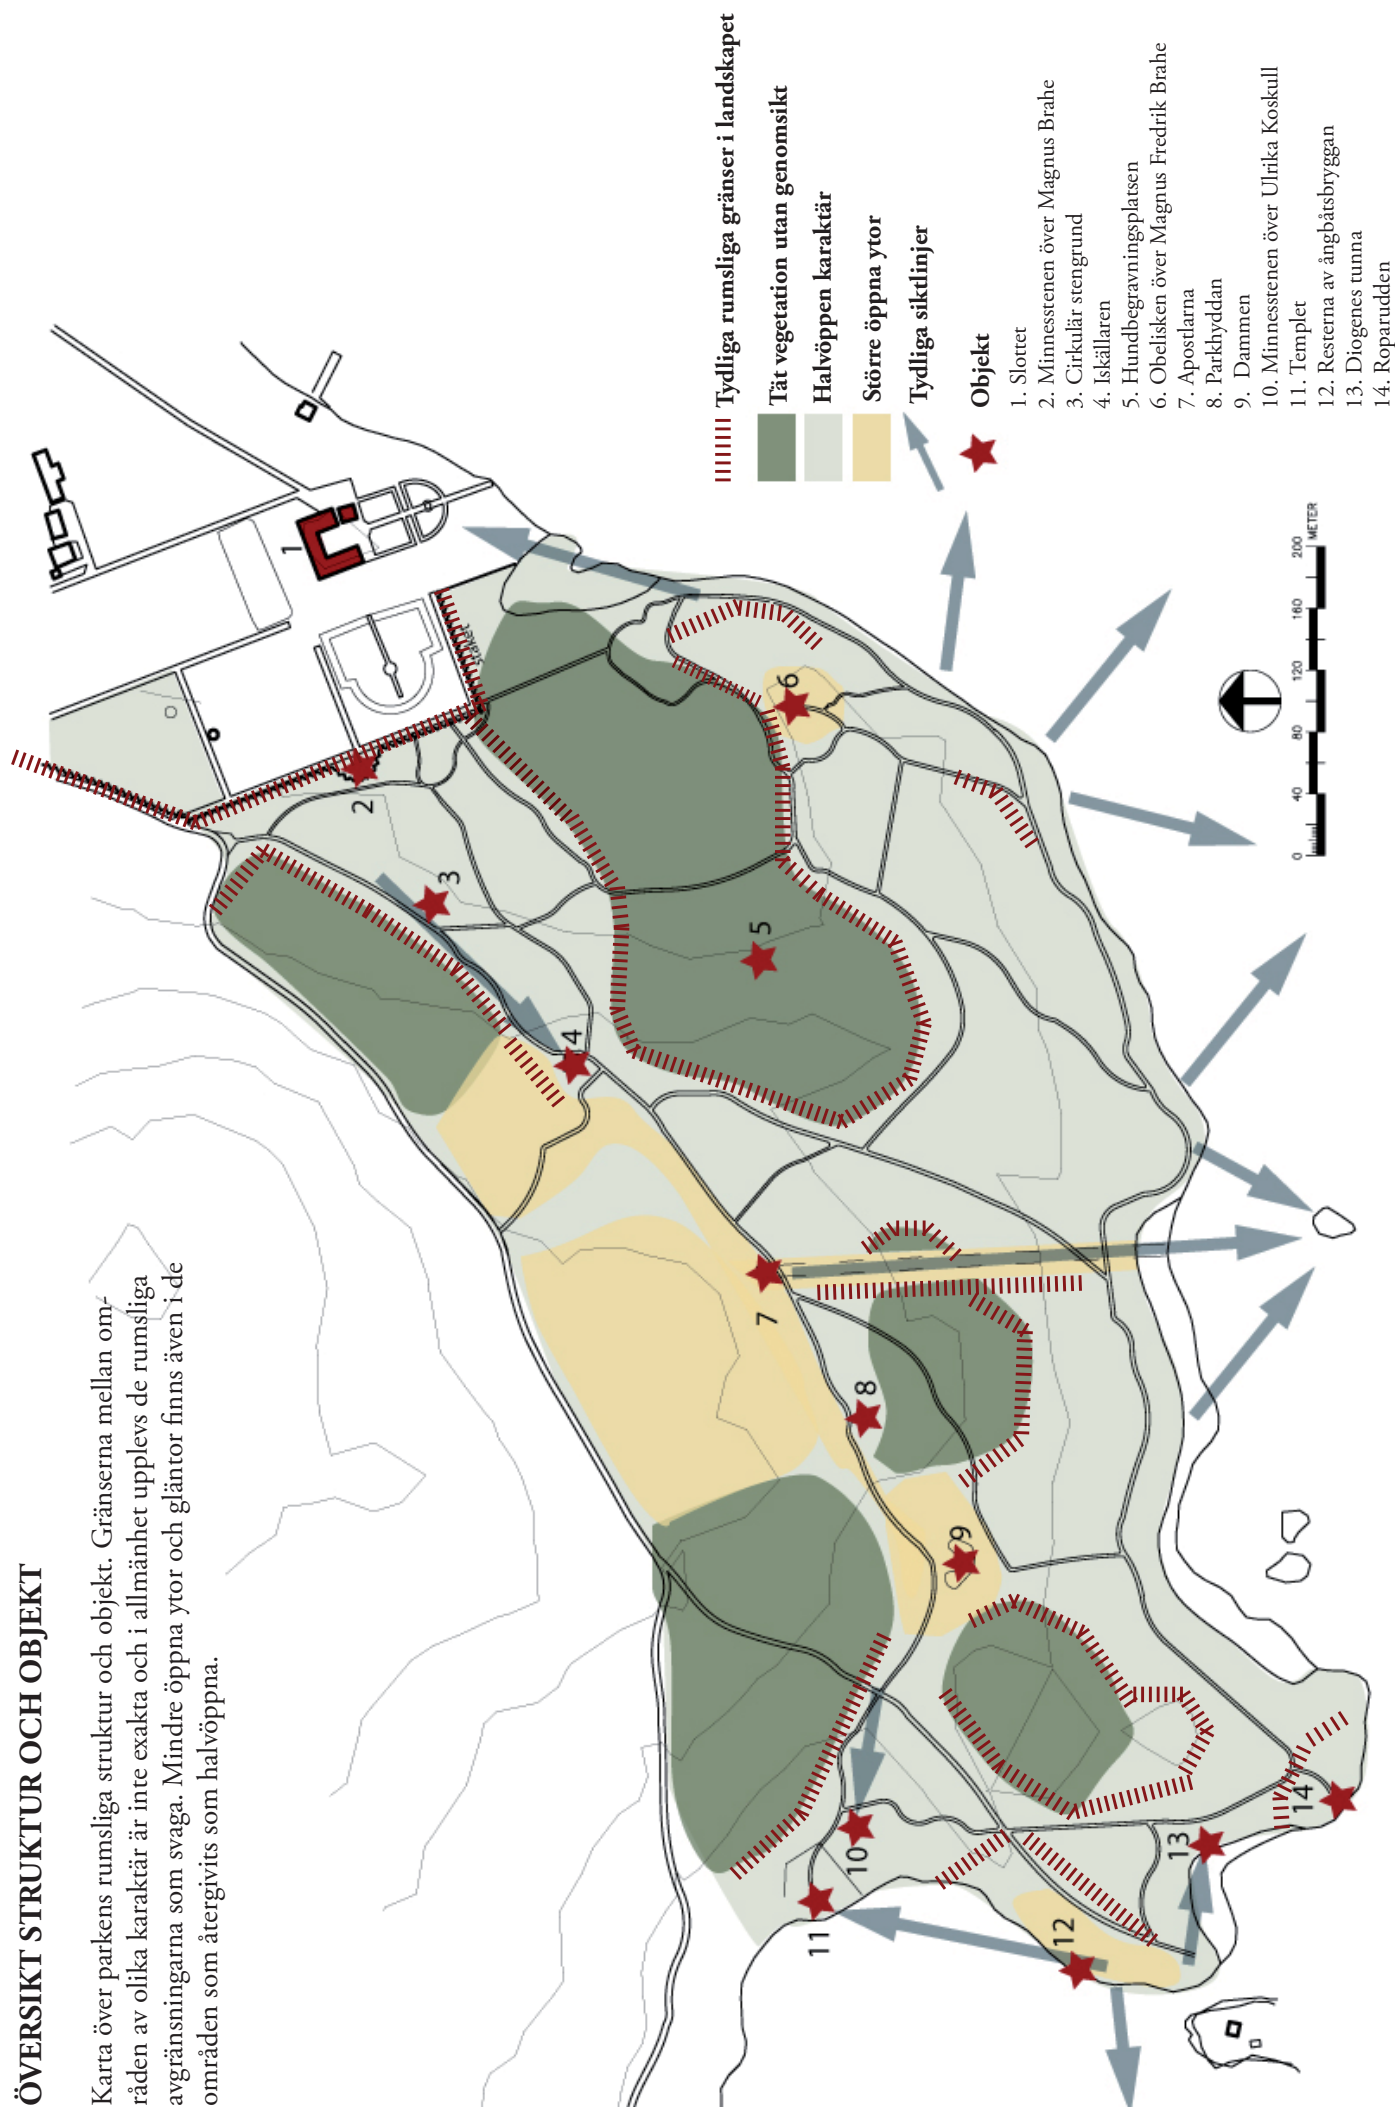 ÖVERSIKT STRUKTUR OCH OBJEKT
Karta över parkens rumsliga struktur och objekt. Gränserna mellan om-
råden av olika karaktär är inte exakta och i allmänhet upplevs de rumsliga
avgränsningarna som svaga. Mindre öppna ytor och gläntor finns även i de
områden som återgivits som halvöppna.
1
2
3
4
5
6
7
8
9
10
11
12
13
14
staket
0 40 80 120 160 200
METER
Tydliga rumsliga gränser i landskapet
Tät vegetation utan genomsikt
Halvöppen karaktär
Större öppna ytor
Tydliga siktlinjer
Objekt
1. Slottet
2. Minnesstenen över Magnus Brahe
3. Cirkulär stengrund
4. Iskällaren
5. Hundbegravningsplatsen
6. Obelisken över Magnus Fredrik Brahe
7. Apostlarna
8. Parkhyddan
9. Dammen
10. Minnesstenen över Ulrika Koskull
11. Templet
12. Resterna av ångbåtsbryggan
13. Diogenes tunna
14. Roparudden